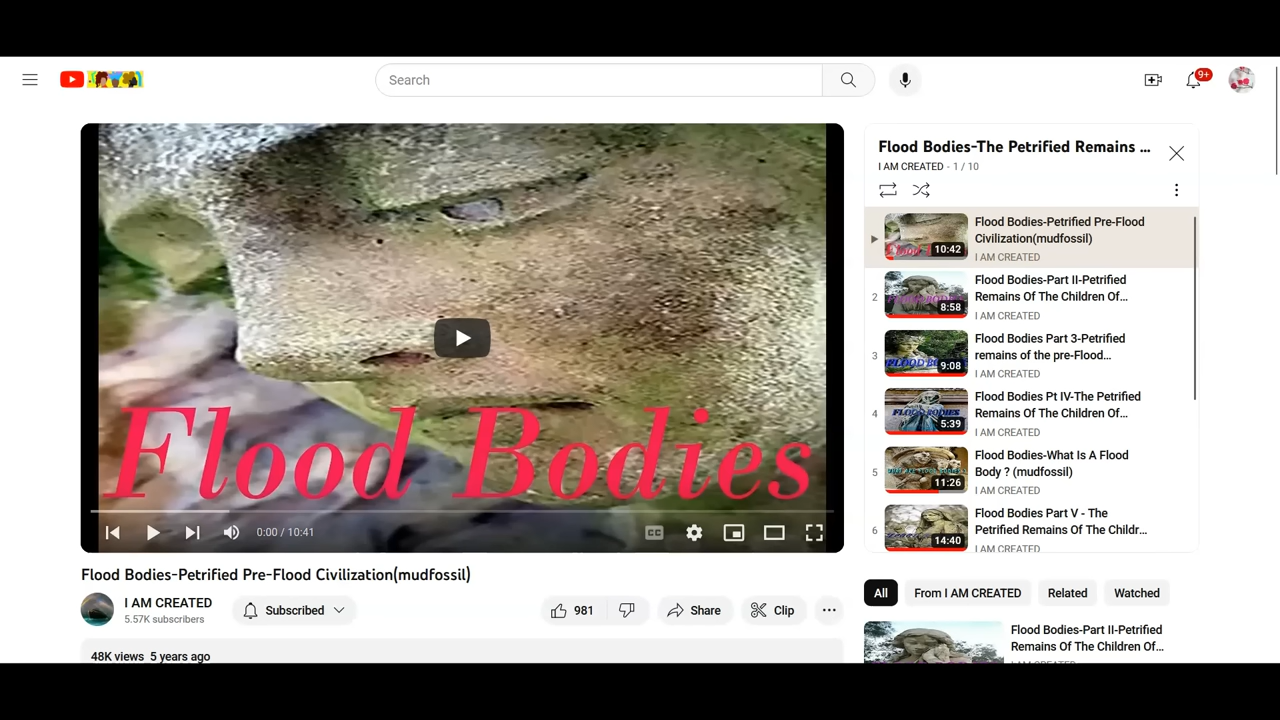 Search
9+
Flood Bodies
0:00 / 10:41
CC
Flood Bodies-Petrified Pre-Flood Civilization(mudfossil)
I AM CREATED
5.57K subscribers
Subscribed
981
Share
Clip
48K views 5 years ago
Flood Bodies-The Petrified Remains ...
I AM CREATED - 1 / 10
10:42
Flood Bodies-Petrified Pre-Flood
Civilization(mudfossil)
I AM CREATED
2
8:58
Flood Bodies-Part II-Petrified
Remains Of The Children Of...
I AM CREATED
3
9:08
Flood Bodies Part 3-Petrified
remains of the pre-Flood...
I AM CREATED
4
5:39
Flood Bodies Pt IV-The Petrified
Remains Of The Children Of...
I AM CREATED
5
11:26
Flood Bodies-What Is A Flood
Body ? (mudfossil)
I AM CREATED
6
14:40
Flood Bodies Part V - The
Petrified Remains Of The Childr...
I AM CREATED
All
From I AM CREATED
Related
Watched
Flood Bodies-Part II-Petrified
Remains Of The Children Of...
I AM CREATED